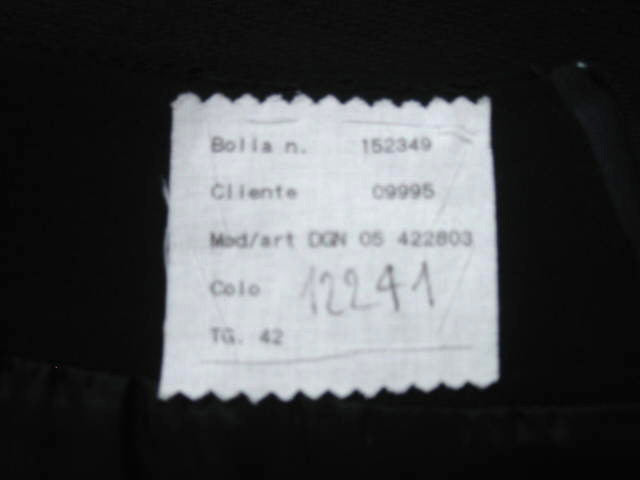 Bolla n. 152349
Cliente 09995
Mod/art DGN 05 422803
Colo 12241
TG. 42